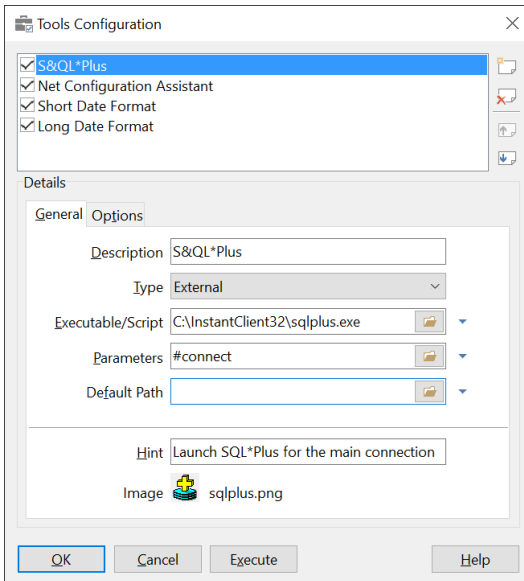 Tools Configuration
S&QL*Plus
Net Configuration Assistant
Short Date Format
Long Date Format
Details
General Options
Description S&QL*Plus
Type External
Executable/Script C:\InstantClient32\sqlplus.exe
Parameters #connect
Default Path
Hint Launch SQL*Plus for the main connection
Image sqlplus.png
OK Cancel Execute Help